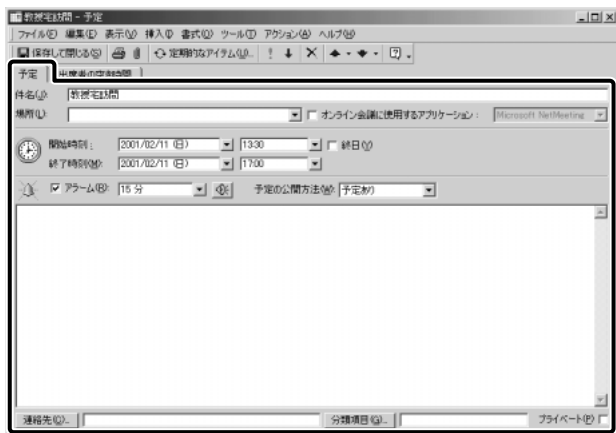 教授宅訪問 - 予定
ファイル(F) 編集(E) 表示(V) 挿入(I) 書式(O) ツール(T) アクション(A) ヘルプ(H)
保存して閉じる(S) 定期的なアイテム(U)...
予定 出席者の空き時間
件名(J): 教授宅訪問
場所(L): オンライン会議に使用するアプリケーション: Microsoft NetMeeting
開始時刻: 2001/02/11 (日) 13:30 終日(Y)
終了時刻(M): 2001/02/11 (日) 17:00
アラーム(B): 15 分 予定の公開方法(W): 予定あり
連絡先(C)... 分類項目(G)... プライベート(P)